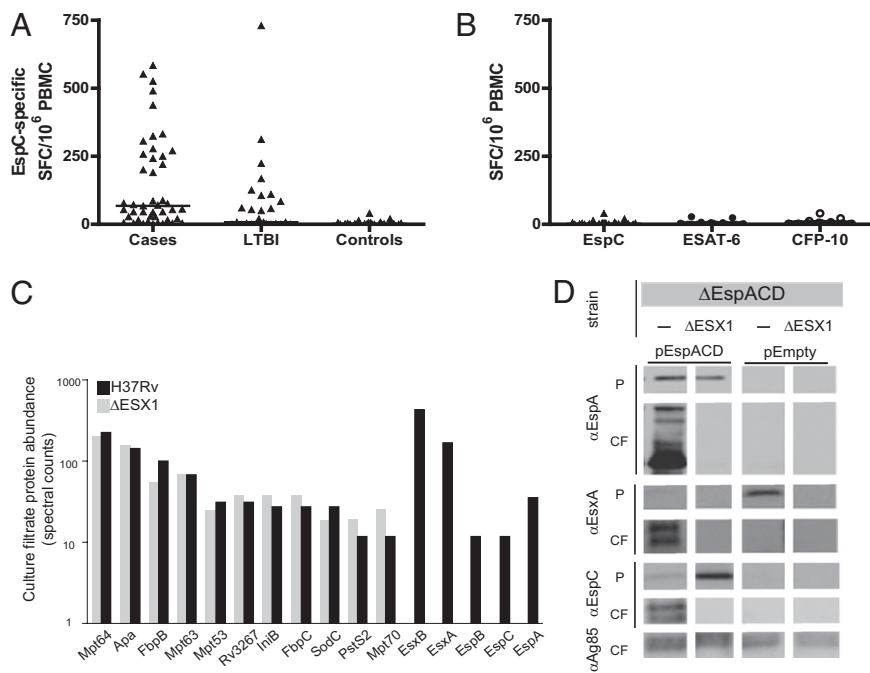 A
EspC-specific
SFC/10^6 PBMC
750
500
250
0
Cases LTBI Controls
B
SFC/10^6 PBMC
750
500
250
0
EspC ESAT-6 CFP-10
C
Culture filtrate protein abundance
(spectral counts)
1000
100
10
1
H37Rv
ΔESX1
Mpt64 Apa FbpB Mpt63 Mpt53 Rv3267 IniB FbpC SodC PstS2 Mpt70 EsxB EsxA EspB EspC EspA
D
strain
ΔEspACD
– ΔESX1 – ΔESX1
pEspACD pEmpty
αEspA
P
CF
αEsxA
P
CF
αEspC
P
CF
αAg85
CF